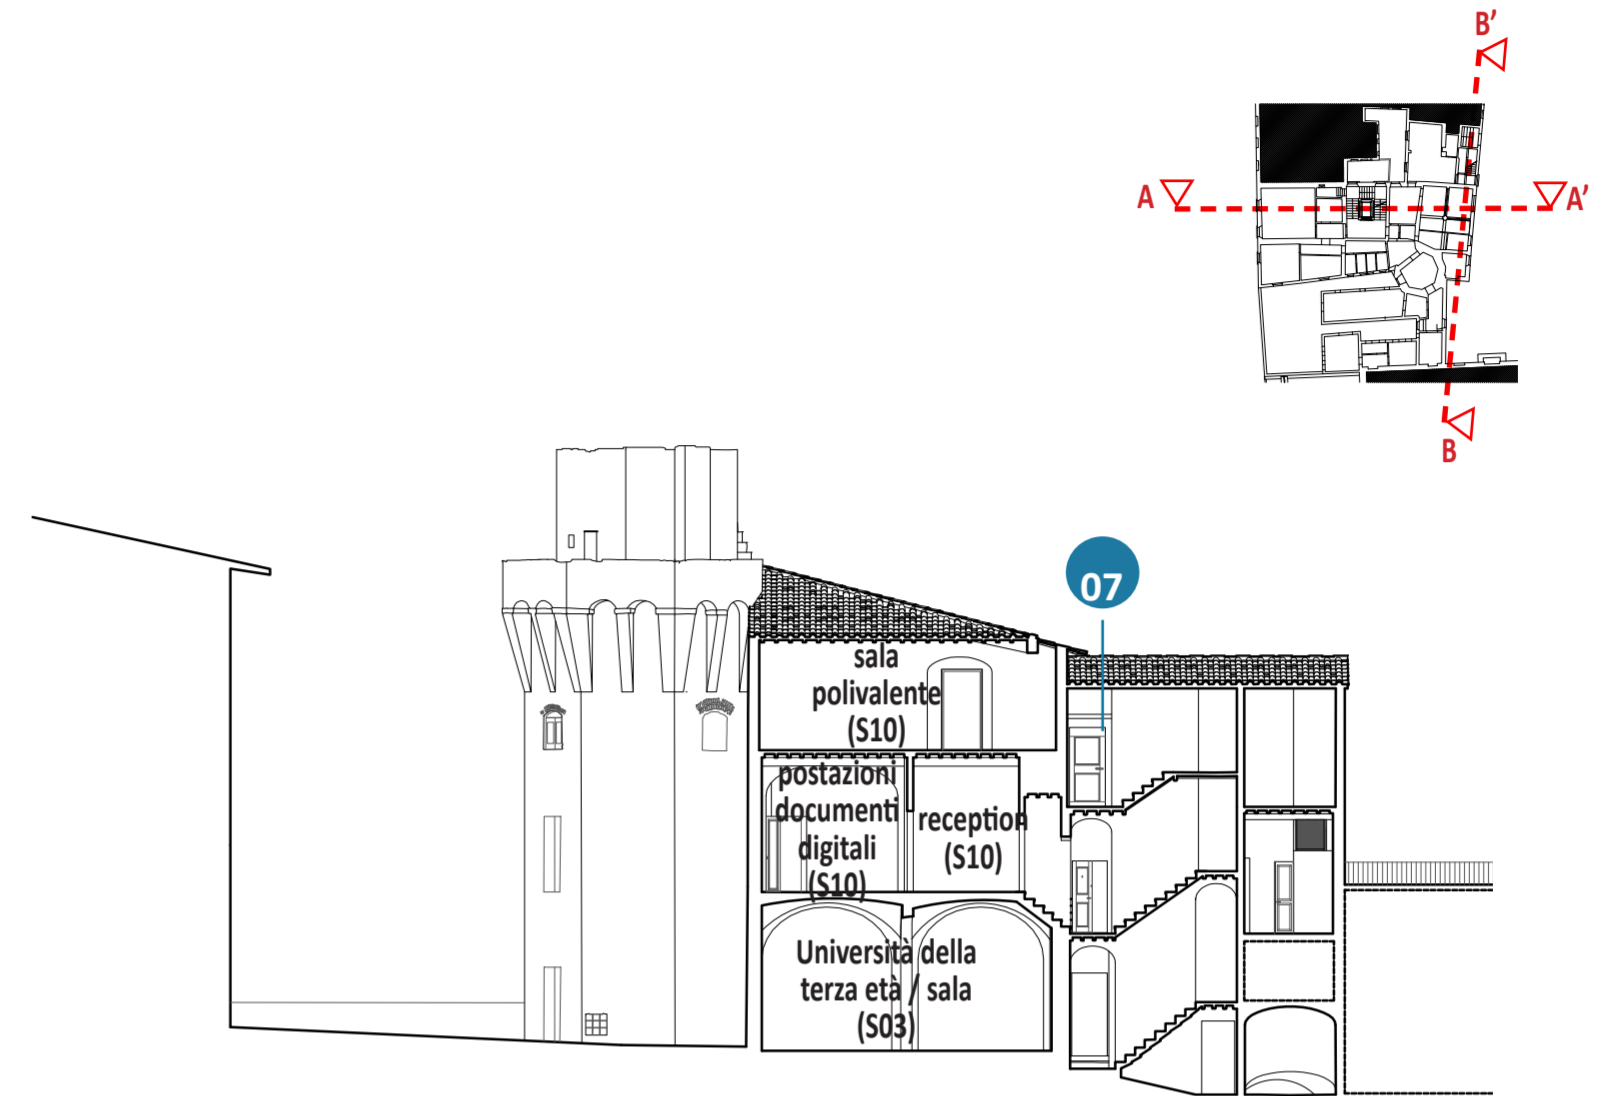 B’
A
A’
B
07
sala
polivalente
(S10)
postazioni
documenti
digitali
(S10)
reception
(S10)
Università della
terza età / sala
(S03)